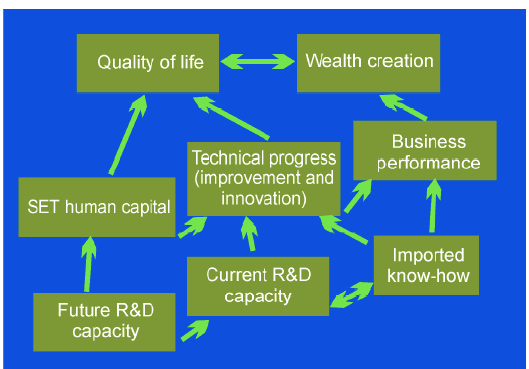 Quality of life
Wealth creation
Technical progress
(improvement and
innovation)
Business
performance
SET human capital
Current R&D
capacity
Imported
know-how
Future R&D
capacity